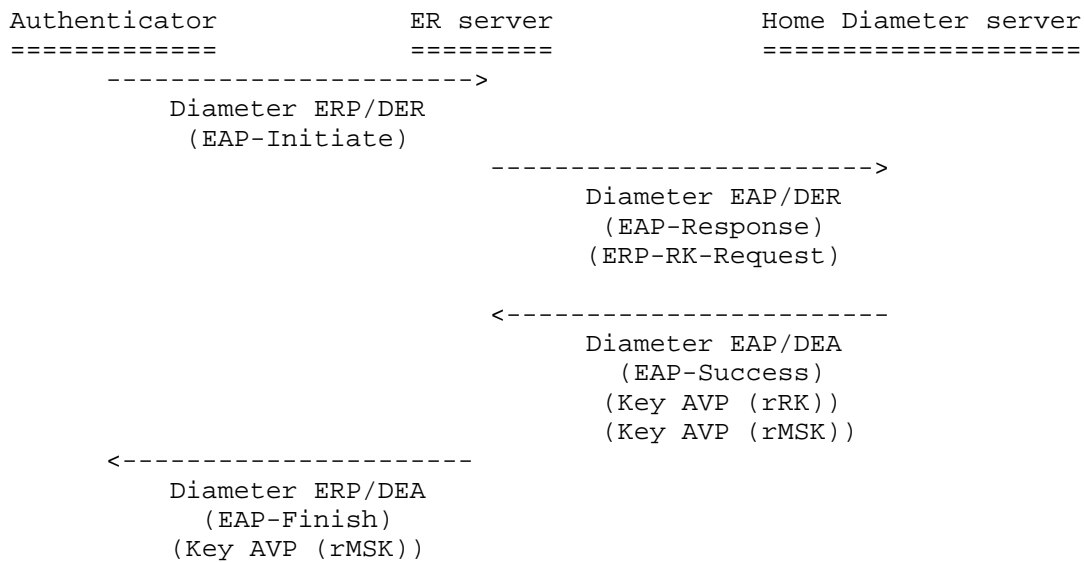 Authenticator            ER server             Home Diameter server
=============            =========             ====================
      ----------------------->
          Diameter ERP/DER
           (EAP-Initiate)
                              ------------------------>
                                    Diameter EAP/DER
                                     (EAP-Response)
                                    (ERP-RK-Request)
                              <------------------------
                                    Diameter EAP/DEA
                                      (EAP-Success)
                                     (Key AVP (rRK))
                                     (Key AVP (rMSK))
      <----------------------
          Diameter ERP/DEA
            (EAP-Finish)
          (Key AVP (rMSK))